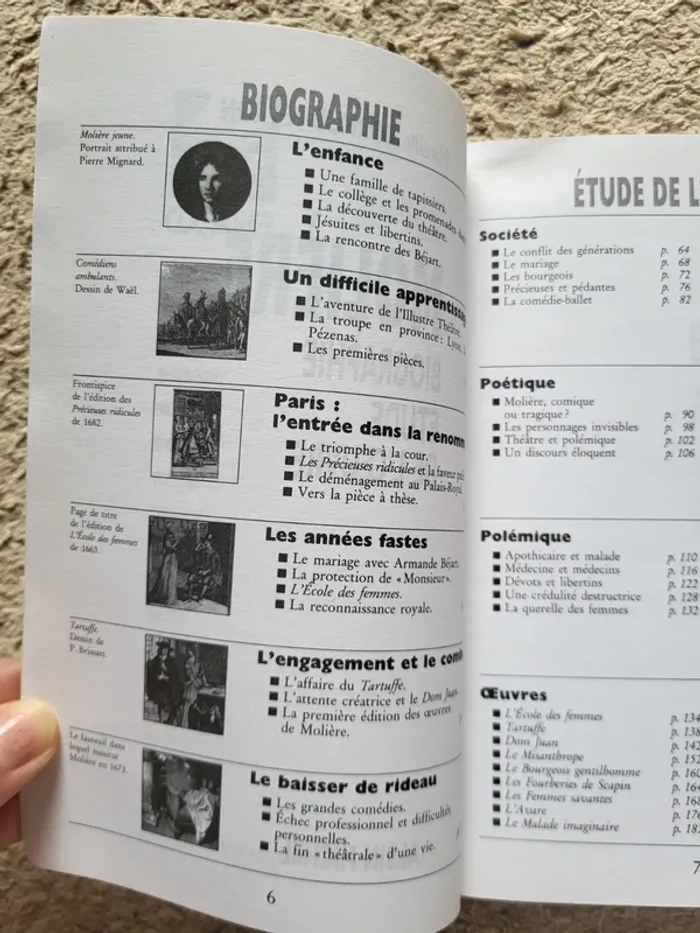 BIOGRAPHIE
Molière jeune.
Portrait attribué à
Pierre Mignard.
L'enfance
■ Une famille de tapissiers.
■ Le collège et les promenades
■ La découverte du théâtre.
■ Jésuites et libertins.
■ La rencontre des Béjart.
Comédiens
ambulants.
Dessin de Waël.
Un difficile apprentissag
■ L'aventure de l'Illustre Théâtre.
■ La troupe en province : Lyon,
Pézenas.
■ Les premières pièces.
Frontispice
de l'édition des
Précieuses ridicules
de 1682.
Paris :
l'entrée dans la renomm
■ Le triomphe à la cour.
■ Les Précieuses ridicules et la faveur
■ Le déménagement au Palais-Royal.
■ Vers la pièce à thèse.
Page de titre
de l'édition de
L'École des femmes
de 1663.
Les années fastes
■ Le mariage avec Armande Béjart.
■ La protection de «Monsieur».
■ L'École des femmes.
■ La reconnaissance royale.
Tartuffe.
Dessin de
F. Brissart.
L'engagement et le comb
■ L'affaire du Tartuffe.
■ L'attente créatrice et le Dom Juan.
■ La première édition des œuvres
de Molière.
Le fauteuil dans
lequel mourut
Molière en 1673.
Le baisser de rideau
■ Les grandes comédies.
■ Échec professionnel et difficultés
personnelles.
■ La fin «théâtrale» d'une vie.
6
ÉTUDE DE L
Société
■ Le conflit des générations p. 64
■ Le mariage p. 68
■ Les bourgeois p. 72
■ Précieuses et pédantes p. 76
■ La comédie-ballet p. 82
Poétique
■ Molière, comique
ou tragique? p. 90
■ Les personnages invisibles p. 98
■ Théâtre et polémique p. 102
■ Un discours éloquent p. 106
Polémique
■ Apothicaire et malade p. 110
■ Médecine et médecins p. 116
■ Dévots et libertins p. 122
■ Une crédulité destructrice p. 128
■ La querelle des femmes p. 132
Œuvres
■ L'École des femmes p. 134
■ Tartuffe p. 138
■ Dom Juan p. 14
■ Le Misanthrope p. 15
■ Le Bourgeois gentilhomme p. 16
■ Les Fourberies de Scapin p. 16
■ Les Femmes savantes p.
■ L'Avare p. 176
■ Le Malade imaginaire p. 18
7